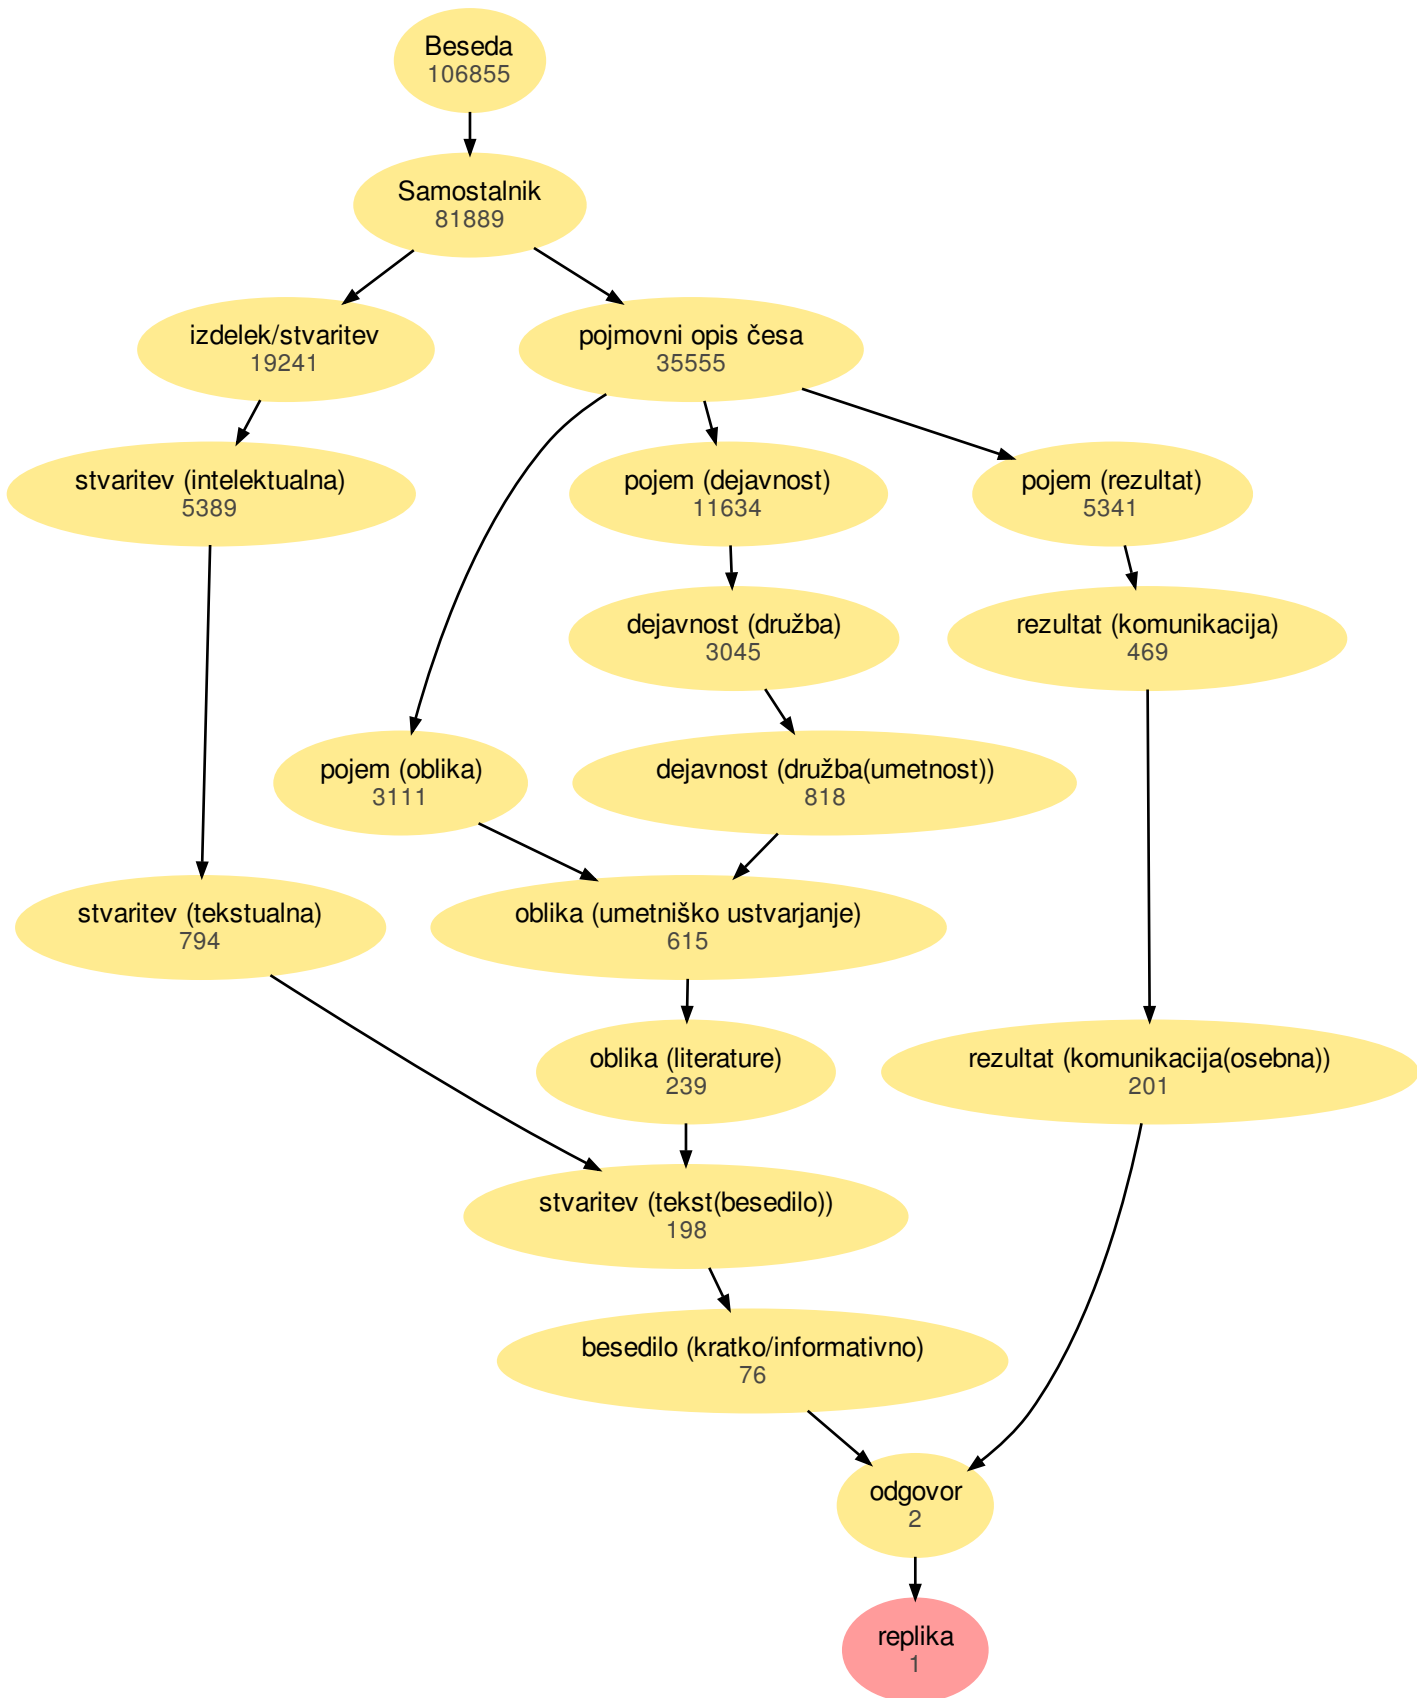 Beseda
106855
Samostalnik
81889
izdelek/stvaritev
19241
pojmovni opis česa
35555
stvaritev (intelektualna)
5389
pojem (dejavnost)
11634
pojem (rezultat)
5341
dejavnost (družba)
3045
rezultat (komunikacija)
469
pojem (oblika)
3111
dejavnost (družba(umetnost))
818
stvaritev (tekstualna)
794
oblika (umetniško ustvarjanje)
615
oblika (literature)
239
rezultat (komunikacija(osebna))
201
stvaritev (tekst(besedilo))
198
besedilo (kratko/informativno)
76
odgovor
2
replika
1